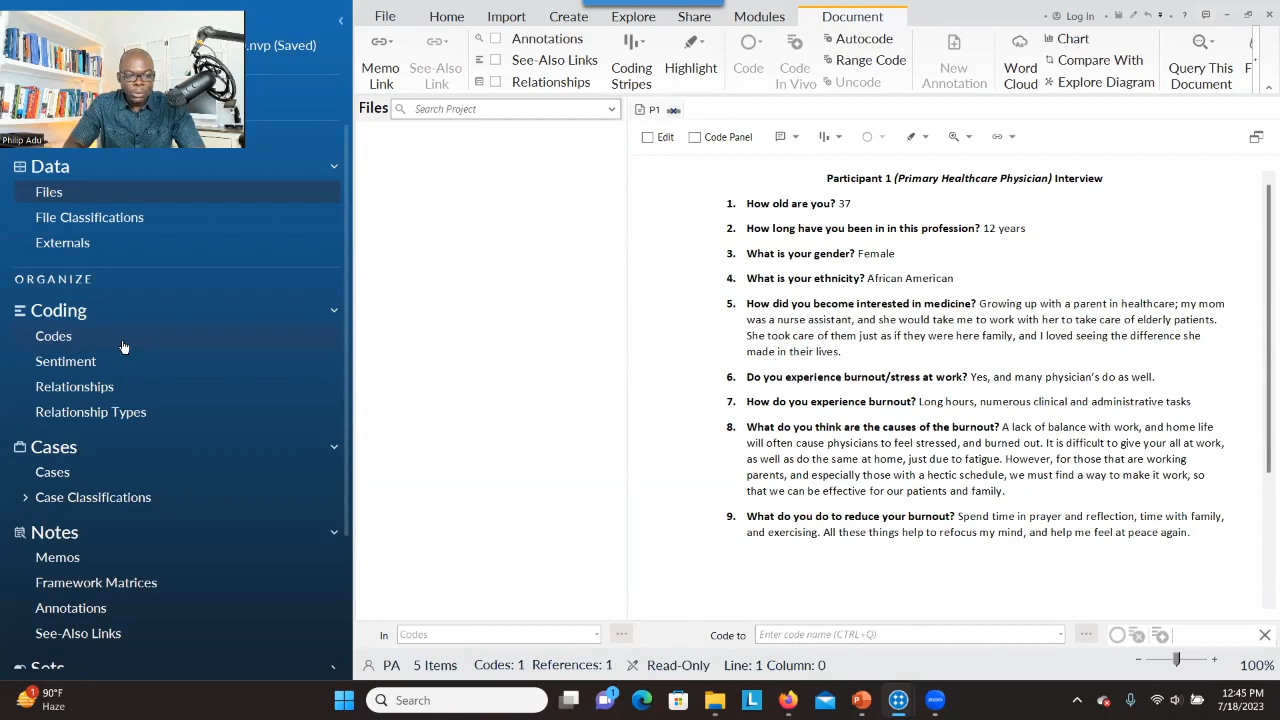 .nvp (Saved)
Philip Adu
Data
Files
File Classifications
Externals
ORGANIZE
Coding
Codes
Sentiment
Relationships
Relationship Types
Cases
Cases
Case Classifications
Notes
Memos
Framework Matrices
Annotations
See-Also Links
Sets
File Home Import Create Explore Share Modules Document Log In
Memo Link
See-Also Link
Annotations
See-Also Links
Relationships
Coding Stripes
Highlight
Code
Code In Vivo
Autocode
Range Code
Uncode
New Annotation
Word Cloud
Chart
Compare With
Explore Diagram
Query This Document
F
Files Search Project
P1
Edit Code Panel
Participant 1 (Primary Healthcare Physician) Interview
1. How old are you? 37
2. How long have you been in in this profession? 12 years
3. What is your gender? Female
4. What is your ethnicity? African American
5. How did you become interested in medicine? Growing up with a parent in healthcare; my mom
was a nurse assistant, and she would take me to work with her to take care of elderly patients.
She took care of them just as if they were here family, and I loved seeing the difference she
made in their lives.
6. Do you experience burnout/stress at work? Yes, and many physician's do as well.
7. How do you experience burnout? Long hours, numerous clinical and administrative tasks
8. What do you think are the causes of the burnout? A lack of balance with work, and home life
will often cause physicians to feel stressed, and burned out. It is difficult to give your all at work,
as well as do the same at home, just due to fatigue. However, for those that are working
parents, and especially those with a hectic schedule, we must find a way to make it work, so
that we can be effective for our patients and family.
9. What do you do to reduce your burnout? Spend time in prayer and reflection, time with family,
and exercising. All these things help to refocus my mind, and help me feel at peace again.
In Codes Code to Enter code name (CTRL+Q)
PA 5 Items Codes: 1 References: 1 Read-Only Line: 1 Column: 0 100%
1 90°F
Haze
Search
1
12:45 PM
7/18/2023